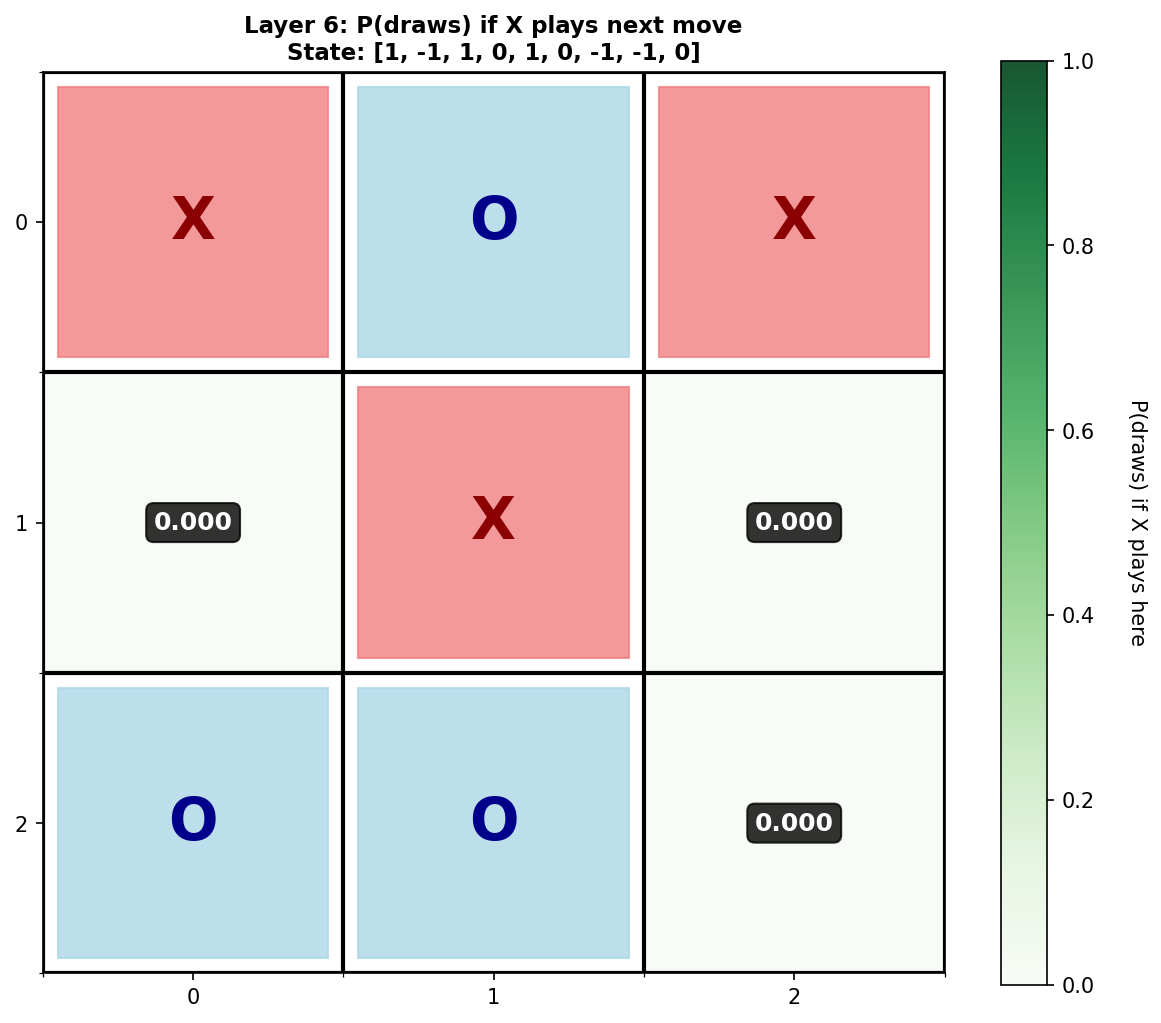 Layer 6: P(draws) if X plays next move
State: [1, -1, 1, 0, 1, 0, -1, -1, 0]
X O X
0
0.000 X 0.000
1
O O 0.000
2
0 1 2
1.0
0.8
0.6
0.4
0.2
0.0
P(draws) if X plays here